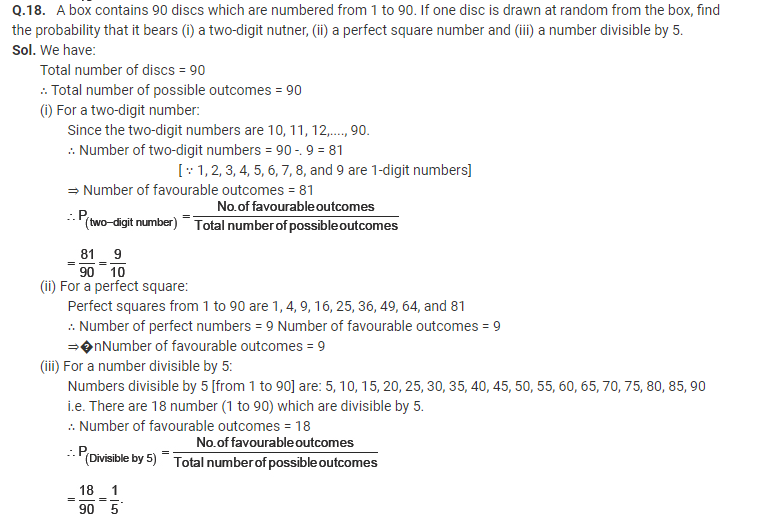 Q.18. A box contains 90 discs which are numbered from 1 to 90. If one disc is drawn at random from the box, find
the probability that it bears (i) a two-digit nutner, (ii) a perfect square number and (iii) a number divisible by 5.
Sol. We have:
Total number of discs = 90
∴ Total number of possible outcomes = 90
(i) For a two-digit number:
Since the two-digit numbers are 10, 11, 12,...., 90.
∴ Number of two-digit numbers = 90 -. 9 = 81
[ ∵ 1, 2, 3, 4, 5, 6, 7, 8, and 9 are 1-digit numbers]
⇒ Number of favourable outcomes = 81
∴ P(two–digit number) = No.of favourable outcomes / Total number of possible outcomes
= 81/90 = 9/10
(ii) For a perfect square:
Perfect squares from 1 to 90 are 1, 4, 9, 16, 25, 36, 49, 64, and 81
∴ Number of perfect numbers = 9 Number of favourable outcomes = 9
⇒�nNumber of favourable outcomes = 9
(iii) For a number divisible by 5:
Numbers divisible by 5 [from 1 to 90] are: 5, 10, 15, 20, 25, 30, 35, 40, 45, 50, 55, 60, 65, 70, 75, 80, 85, 90
i.e. There are 18 number (1 to 90) which are divisible by 5.
∴ Number of favourable outcomes = 18
∴ P(Divisible by 5) = No.of favourable outcomes / Total number of possible outcomes
= 18/90 = 1/5.